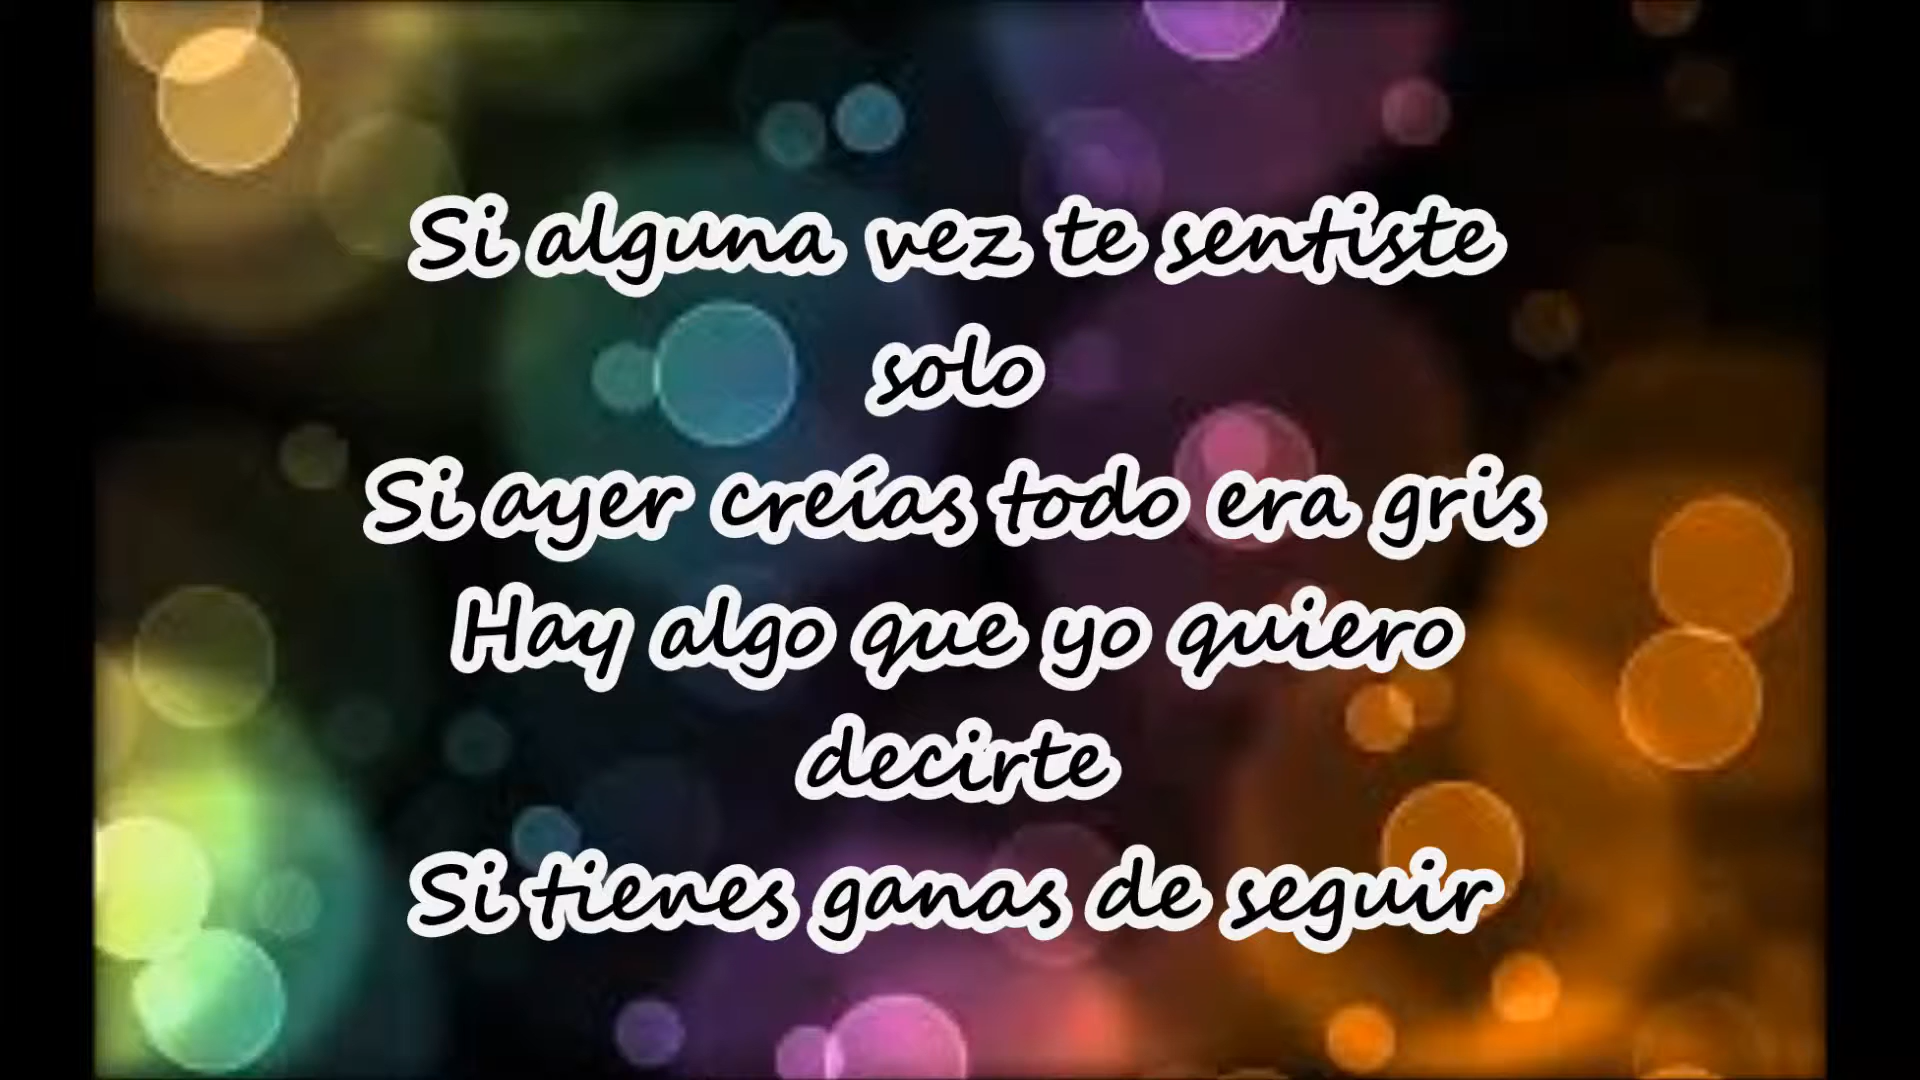 Si alguna vez te sentiste
solo
Si ayer creías todo era gris
Hay algo que yo quiero
decirte
Si tienes ganas de seguir